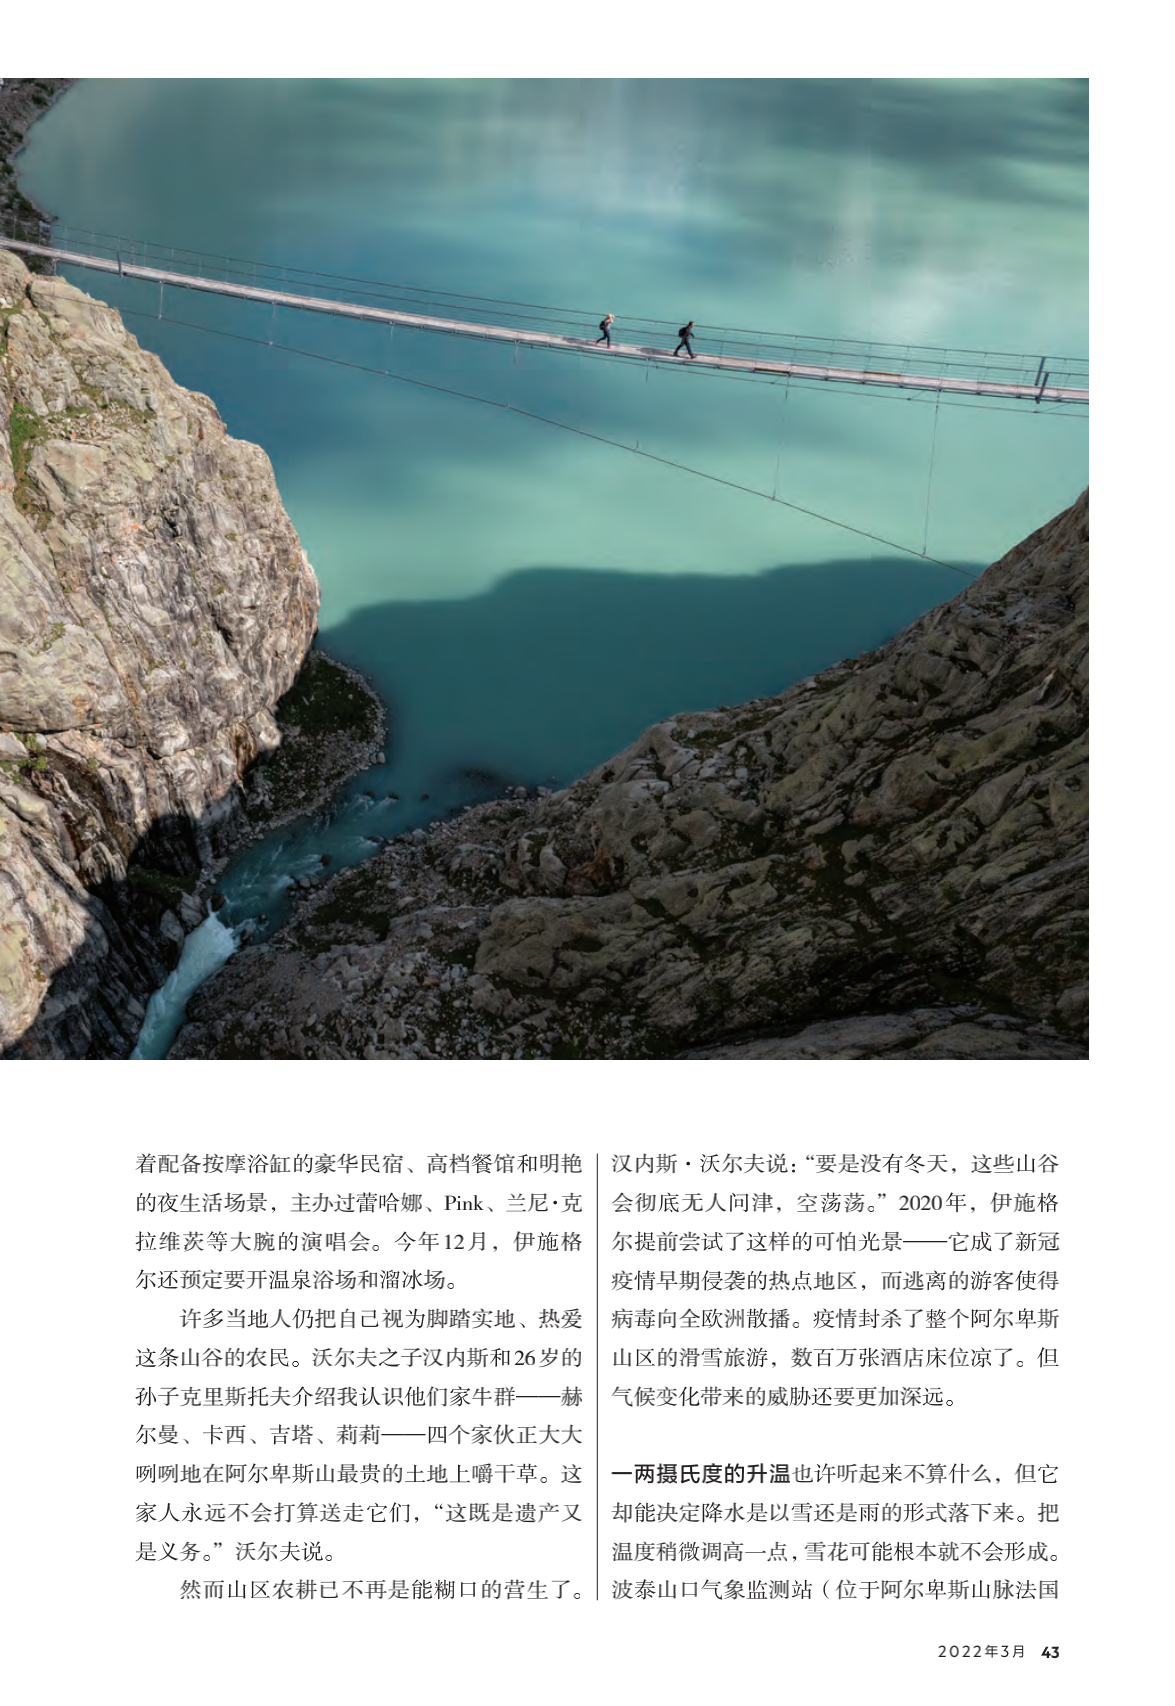 着配备按摩浴缸的豪华民宿、高档餐馆和明艳
的夜生活场景，主办过蕾哈娜、Pink、兰尼·克
拉维茨等大腕的演唱会。今年12月，伊施格
尔还预定要开温泉浴场和溜冰场。
许多当地人仍把自己视为脚踏实地、热爱
这条山谷的农民。沃尔夫之子汉内斯和26岁的
孙子克里斯托夫介绍我认识他们家牛群——赫
尔曼、卡西、吉塔、莉莉——四个家伙正大大
咧咧地在阿尔卑斯山最贵的土地上嚼干草。这
家人永远不会打算送走它们，“这既是遗产又
是义务。”沃尔夫说。
然而山区农耕已不再是能糊口的营生了。
汉内斯·沃尔夫说：“要是没有冬天，这些山谷
会彻底无人问津，空荡荡。”2020年，伊施格
尔提前尝试了这样的可怕光景——它成了新冠
疫情早期侵袭的热点地区，而逃离的游客使得
病毒向全欧洲散播。疫情封杀了整个阿尔卑斯
山区的滑雪旅游，数百万张酒店床位凉了。但
气候变化带来的威胁还要更加深远。
一两摄氏度的升温也许听起来不算什么，但它
却能决定降水是以雪还是雨的形式落下来。把
温度稍微调高一点，雪花可能根本就不会形成。
波泰山口气象监测站（位于阿尔卑斯山脉法国
2022年3月 43